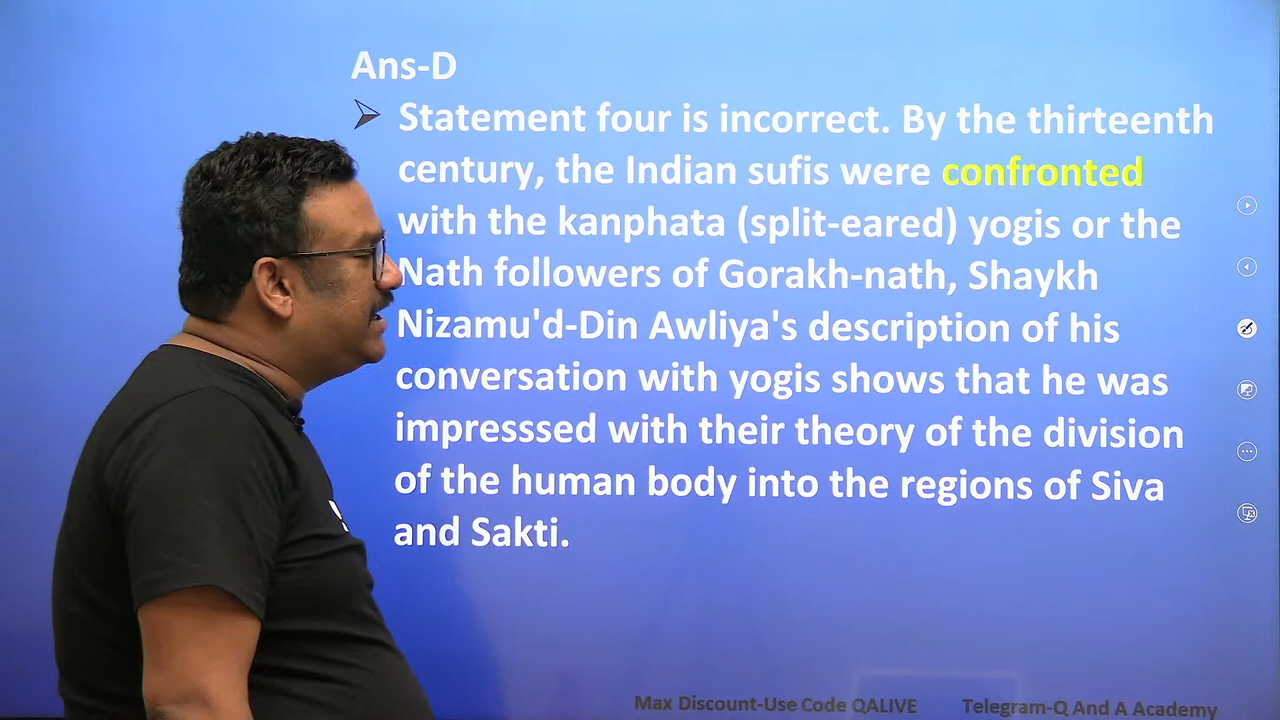 Ans-D
Statement four is incorrect. By the thirteenth
century, the Indian sufis were confronted
with the kanphata (split-eared) yogis or the
Nath followers of Gorakh-nath, Shaykh
Nizamu'd-Din Awliya's description of his
conversation with yogis shows that he was
impresssed with their theory of the division
of the human body into the regions of Siva
and Sakti.
Max Discount-Use Code QALIVE Telegram-Q And A Academy